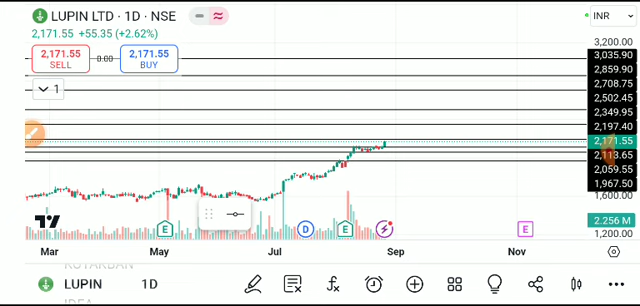 LUPIN LTD · 1D · NSE
INR
2,171.55 +55.35 (+2.62%)
3,200.00
2,171.55
SELL
0.00
2,171.55
BUY
3,035.90
2,859.90
2,708.75
2,502.45
2,349.95
2,197.40
2,171.55
2,113.65
2,059.55
1,967.50
1,600.00
2.256 M
1,200.00
1
E
D
E
E
Mar
May
Jul
Sep
Nov
LUPIN 1D